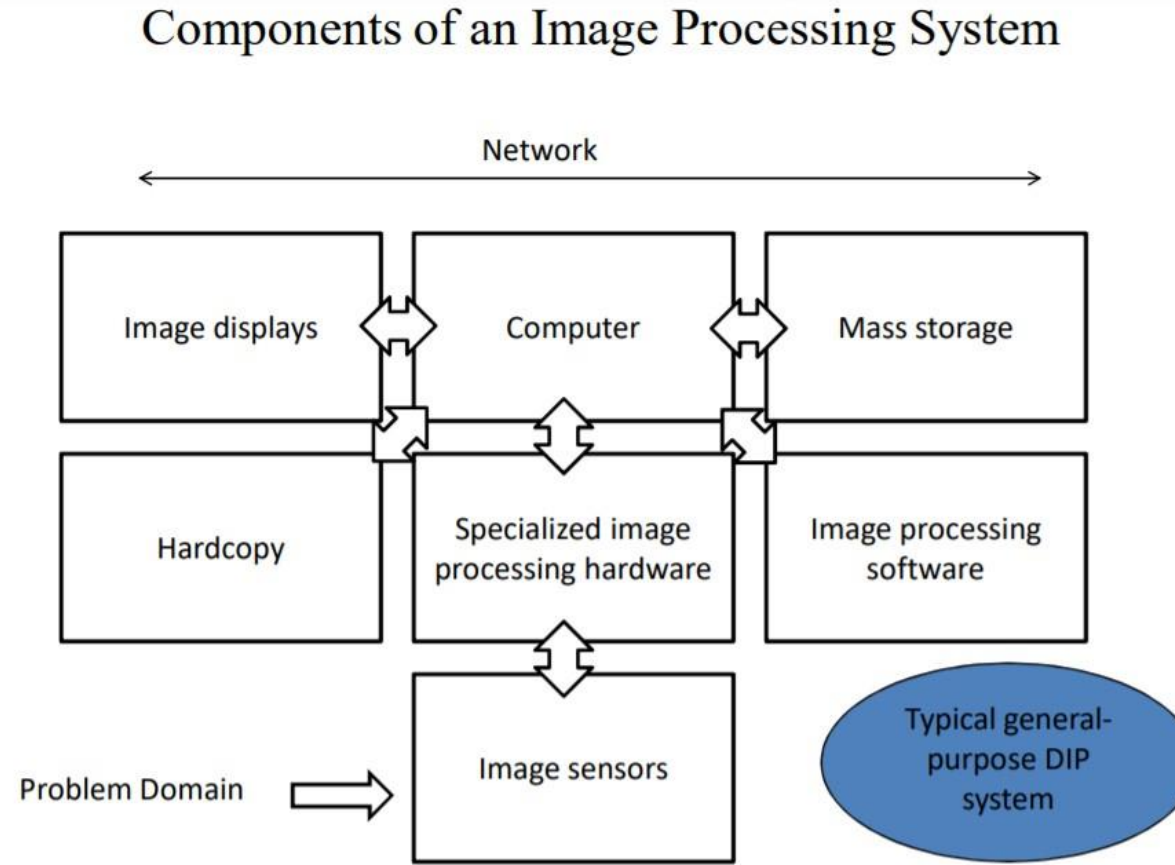 Components of an Image Processing System
Network
Image displays
Computer
Mass storage
Hardcopy
Specialized image
processing hardware
Image processing
software
Image sensors
Problem Domain
Typical general-
purpose DIP
system